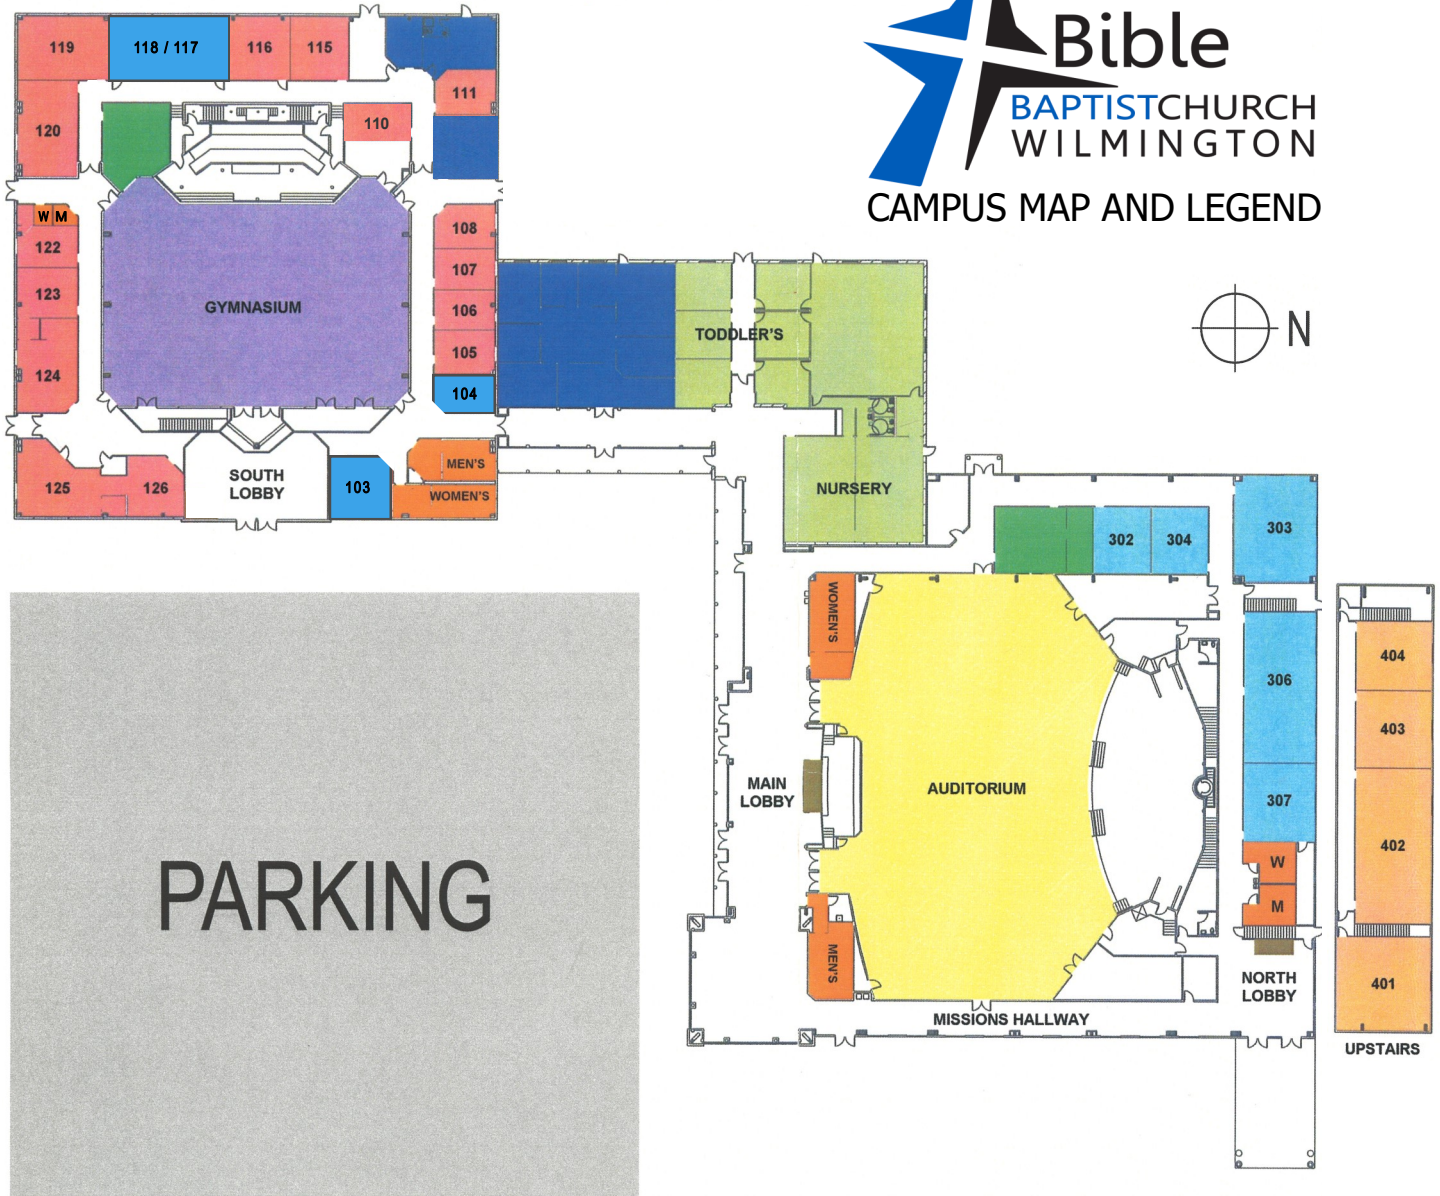 Bible
BAPTISTCHURCH
WILMINGTON
CAMPUS MAP AND LEGEND
N
119
118 / 117
116
115
111
120
110
W M
122
108
107
123
106
GYMNASIUM
105
124
104
TODDLER'S
125
126
SOUTH
LOBBY
103
MEN'S
WOMEN'S
NURSERY
302
304
303
WOMEN'S
306
307
404
403
402
401
MAIN
LOBBY
AUDITORIUM
W
M
MEN'S
NORTH
LOBBY
MISSIONS HALLWAY
UPSTAIRS
PARKING